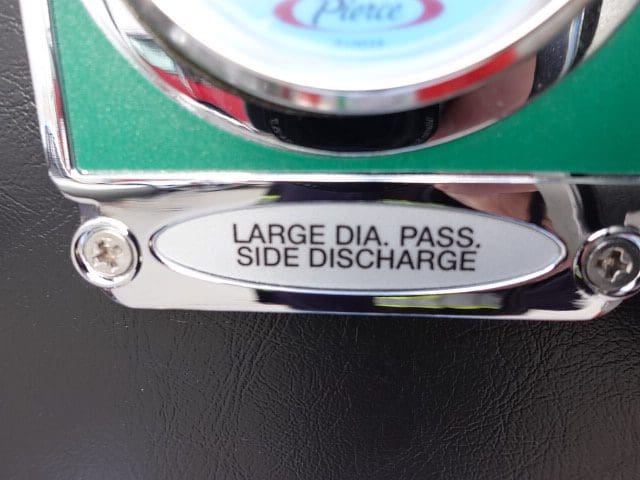 Pierce
LARGE DIA. PASS.
SIDE DISCHARGE